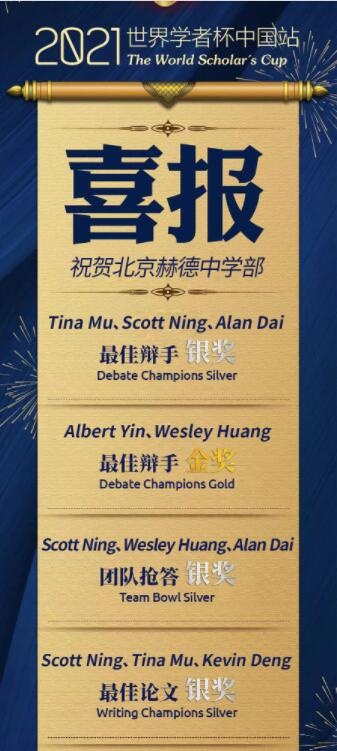 2021世界学者杯中国站
The World Scholar's Cup
喜报
祝贺北京赫德中学部
Tina Mu、Scott Ning、Alan Dai
最佳辩手 银奖
Debate Champions Silver
Albert Yin、Wesley Huang
最佳辩手 金奖
Debate Champions Gold
Scott Ning、Wesley Huang、Alan Dai
团队抢答 银奖
Team Bowl Silver
Scott Ning、Tina Mu、Kevin Deng
最佳论文 银奖
Writing Champions Silver